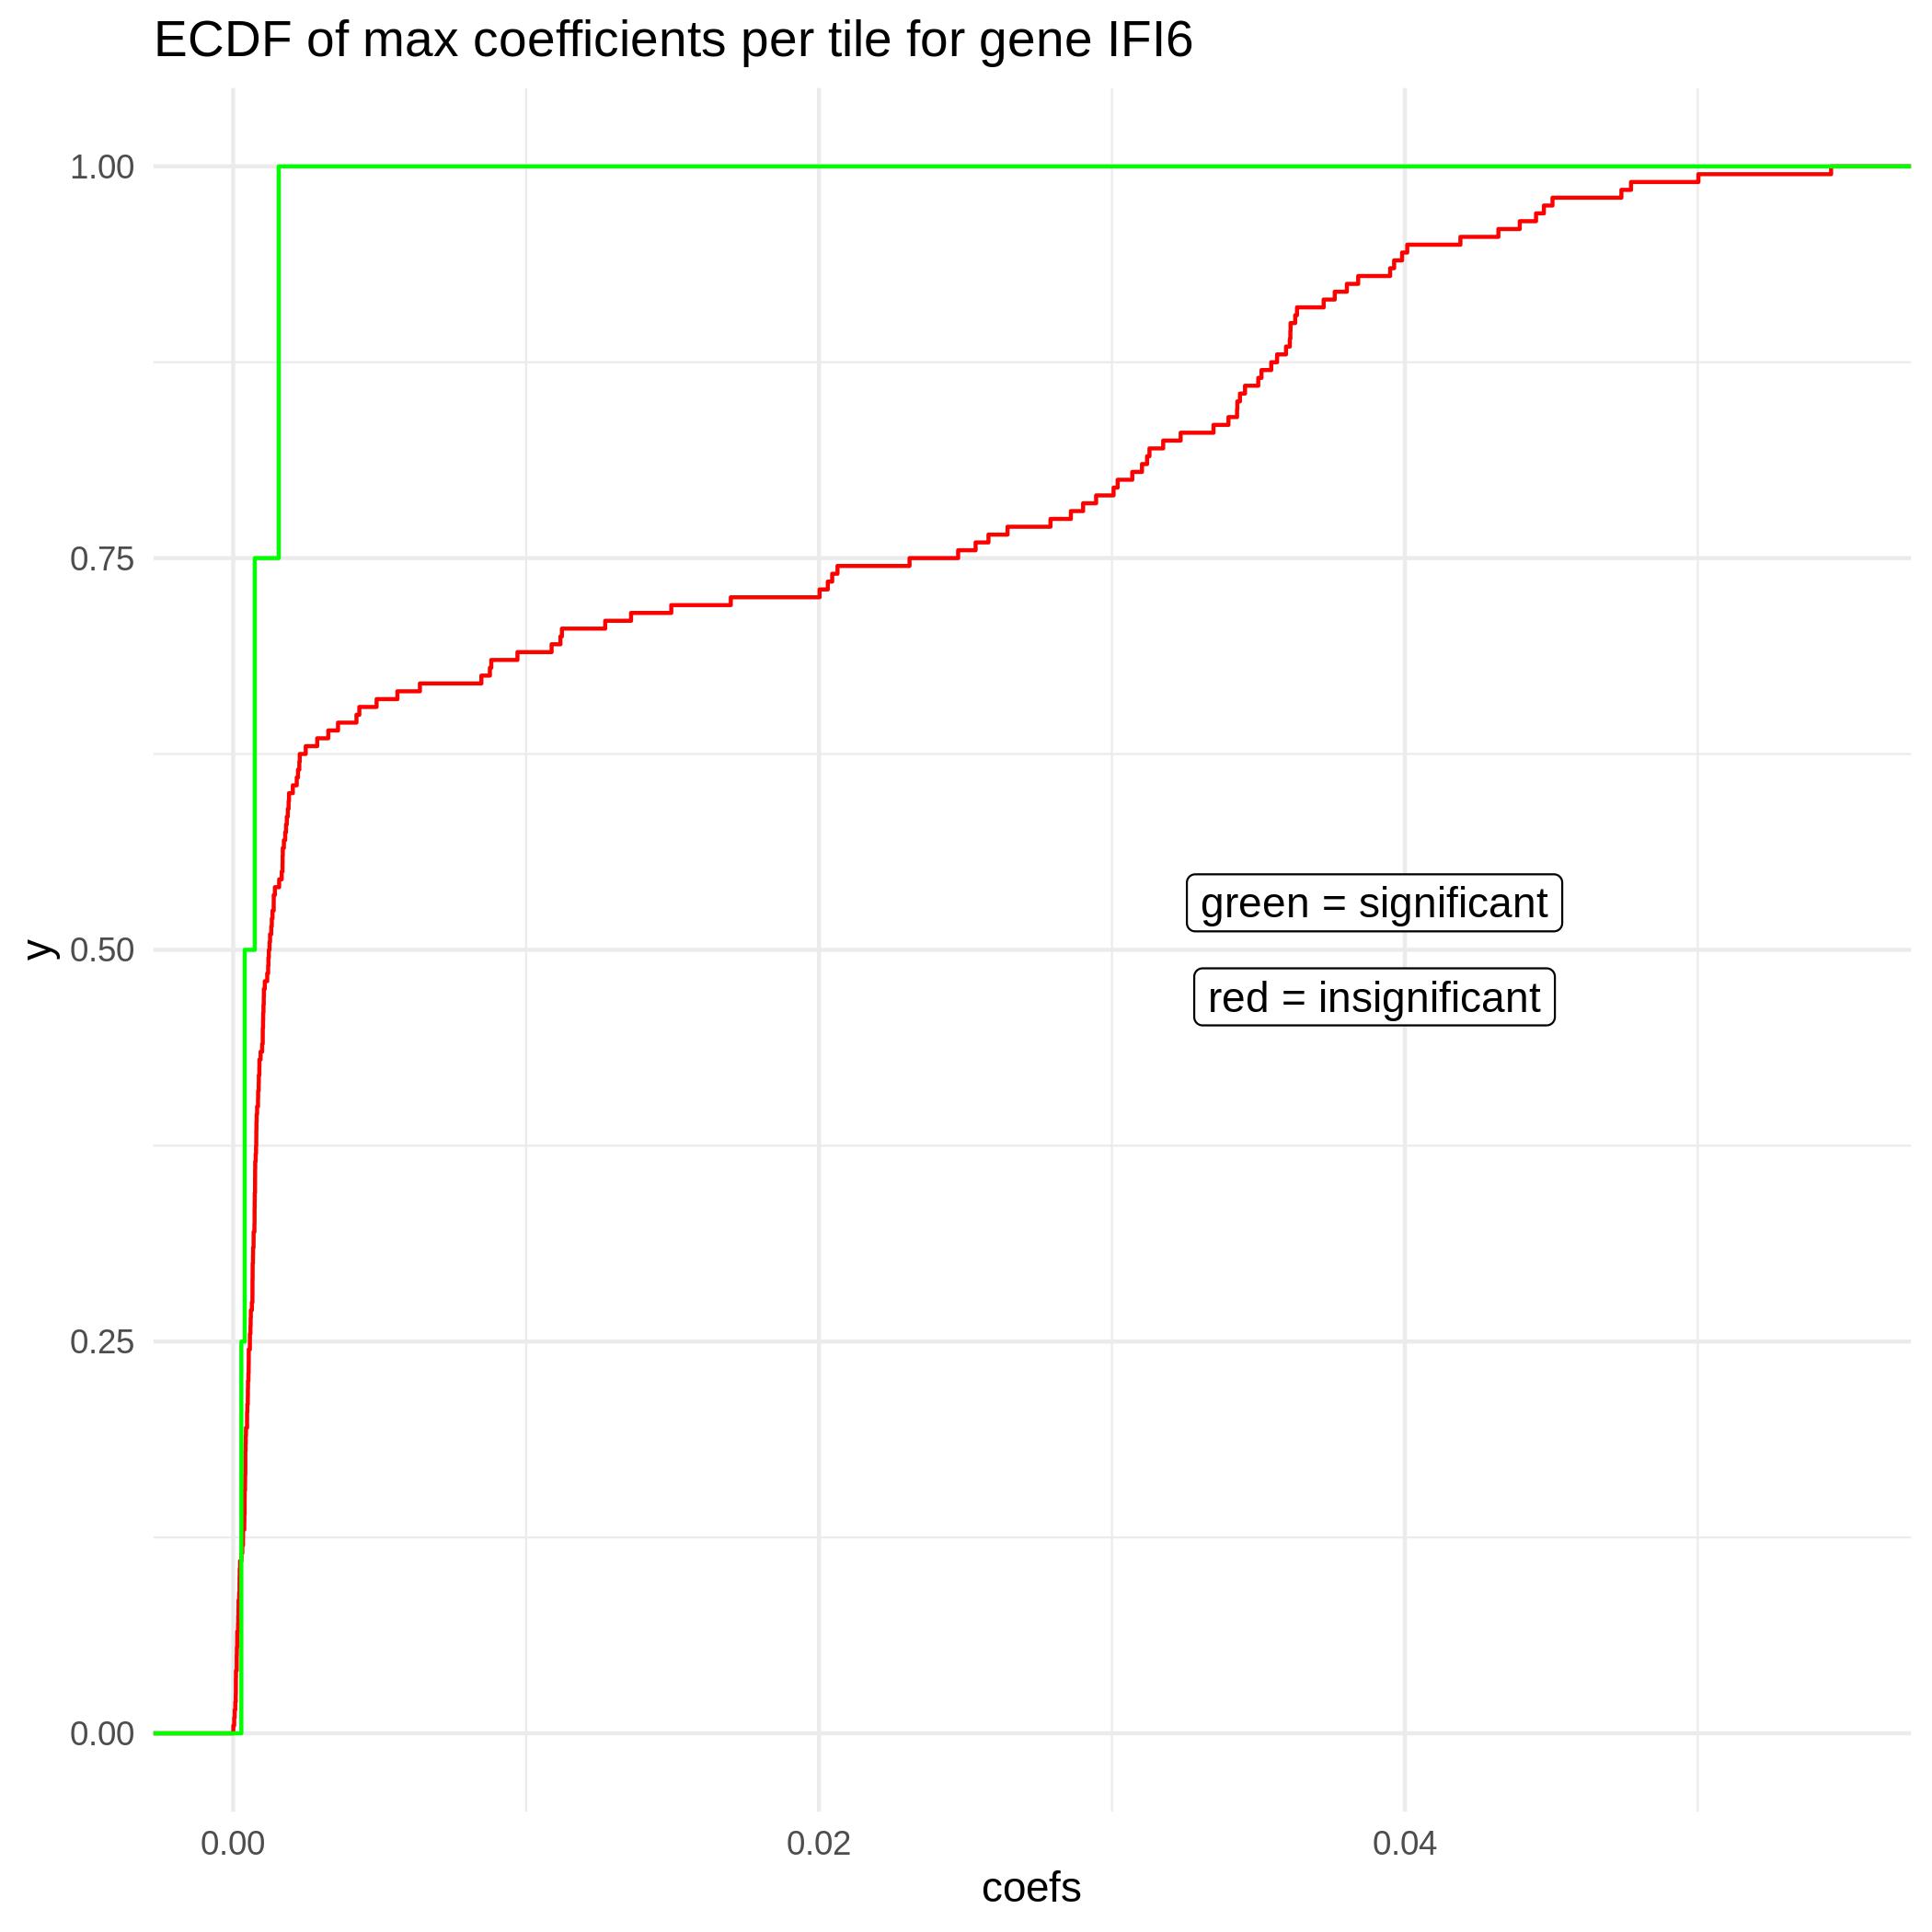 ECDF of max coefficients per tile for gene IFI6
1.00
0.75
0.50
0.25
0.00
y
green = significant
red = insignificant
0.00 0.02 0.04
coefs